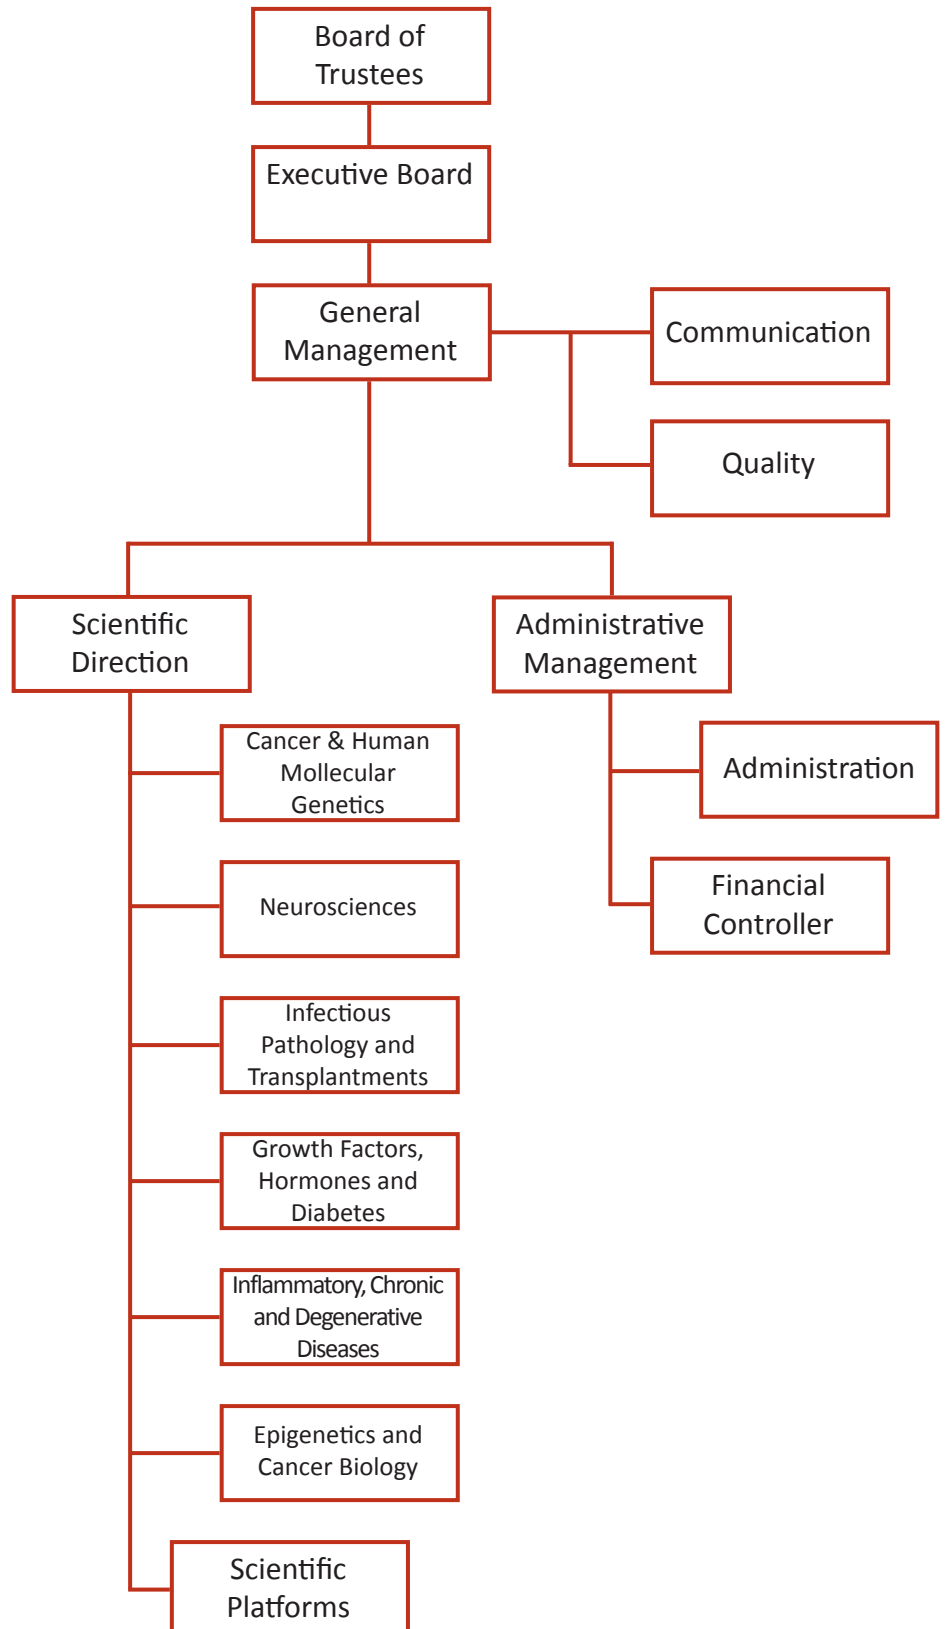 Board of
Trustees
Executive Board
General
Management
Communication
Quality
Scientific
Direction
Administrative
Management
Cancer & Human
Mollecular
Genetics
Administration
Neurosciences
Financial
Controller
Infectious
Pathology and
Transplantments
Growth Factors,
Hormones and
Diabetes
Inflammatory, Chronic
and Degenerative
Diseases
Epigenetics and
Cancer Biology
Scientific
Platforms